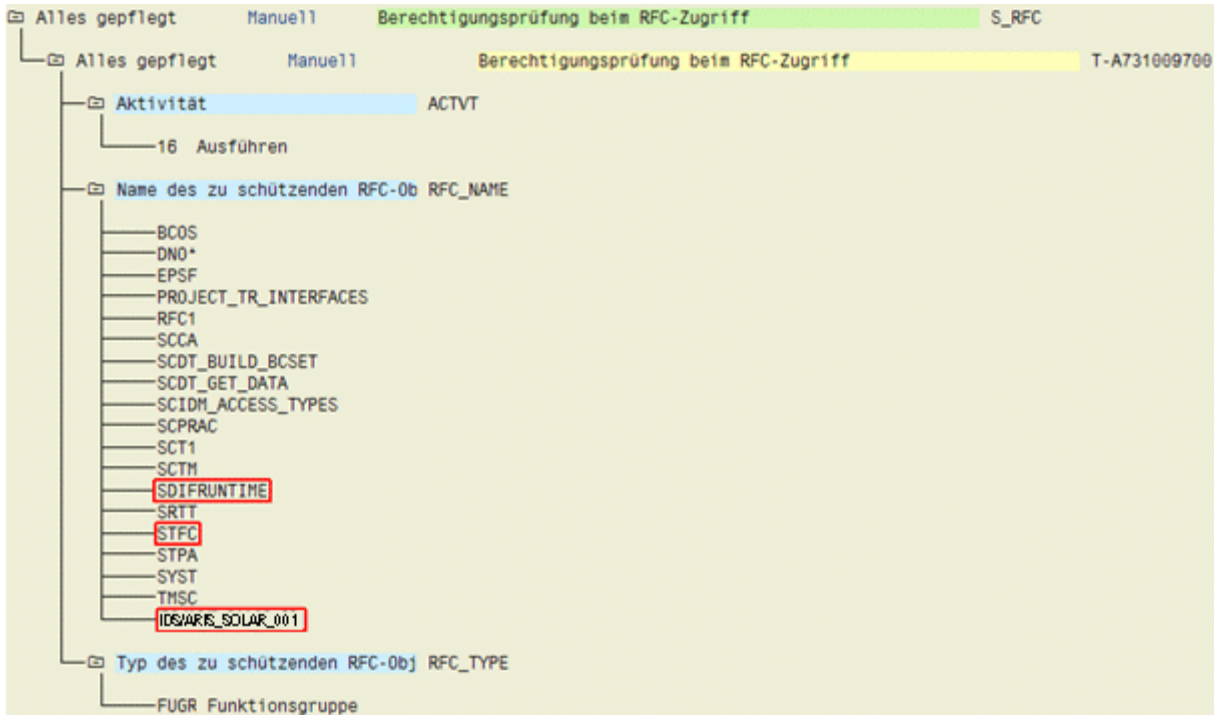 Alles gepflegt Manuell Berechtigungsprüfung beim RFC-Zugriff S_RFC
Alles gepflegt Manuell Berechtigungsprüfung beim RFC-Zugriff T-A731009700
Aktivität ACTVT
16 Ausführen
Name des zu schützenden RFC-Ob RFC_NAME
BCOS
DNO*
EPSF
PROJECT_TR_INTERFACES
RFC1
SCCA
SCDT_BUILD_BCSET
SCDT_GET_DATA
SCIDM_ACCESS_TYPES
SCPRAC
SCT1
SCTM
SDIFRUNTIME
SRTT
STFC
STPA
SYST
TMSC
IDS/ARIS_SOLAR_001
Typ des zu schützenden RFC-Obj RFC_TYPE
FUGR Funktionsgruppe